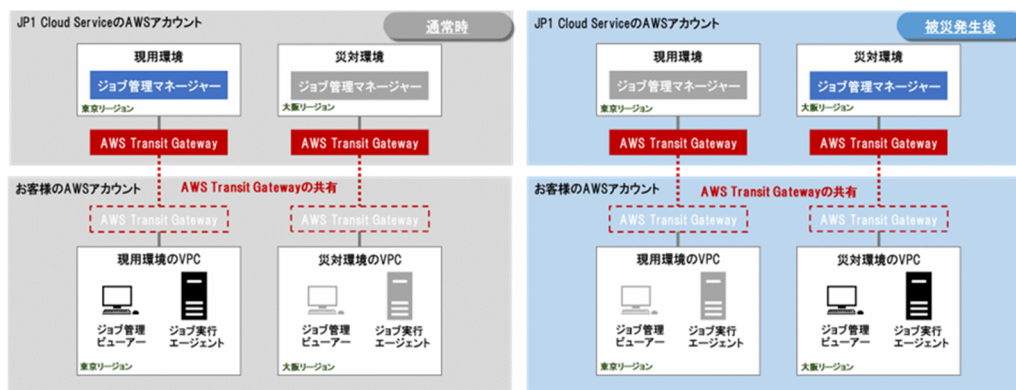 JP1 Cloud ServiceのAWSアカウント
通常時
現用環境
ジョブ管理マネージャー
東京リージョン
災対環境
ジョブ管理マネージャー
大阪リージョン
AWS Transit Gateway
AWS Transit Gateway
お客様のAWSアカウント
AWS Transit Gatewayの共有
AWS Transit Gateway
AWS Transit Gateway
現用環境のVPC
ジョブ管理
ビューアー
ジョブ実行
エージェント
東京リージョン
災対環境のVPC
ジョブ管理
ビューアー
ジョブ実行
エージェント
大阪リージョン
JP1 Cloud ServiceのAWSアカウント
被災発生後
現用環境
ジョブ管理マネージャー
東京リージョン
災対環境
ジョブ管理マネージャー
大阪リージョン
AWS Transit Gateway
AWS Transit Gateway
お客様のAWSアカウント
AWS Transit Gatewayの共有
AWS Transit Gateway
AWS Transit Gateway
現用環境のVPC
ジョブ管理
ビューアー
ジョブ実行
エージェント
東京リージョン
災対環境のVPC
ジョブ管理
ビューアー
ジョブ実行
エージェント
大阪リージョン